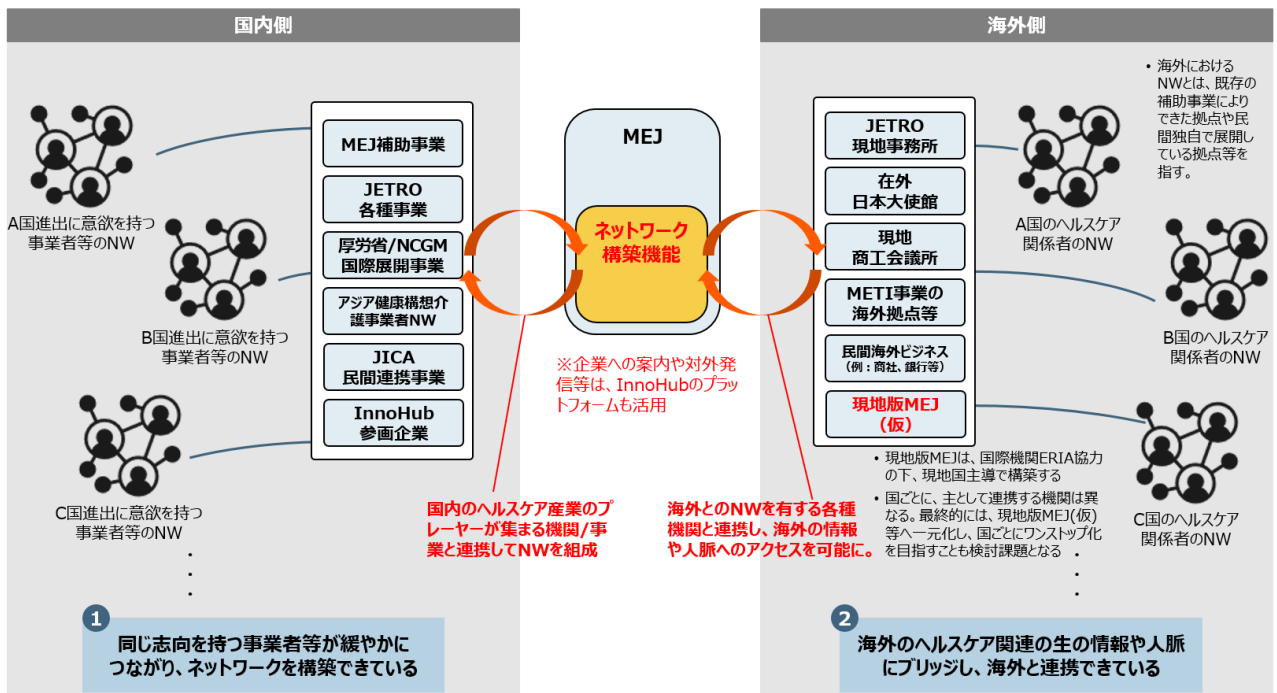 国内側
A国進出に意欲を持つ
事業者等のNW
B国進出に意欲を持つ
事業者等のNW
C国進出に意欲を持つ
事業者等のNW
・
・
・
MEJ補助事業
JETRO
各種事業
厚労省/NCGM
国際展開事業
アジア健康構想介
護事業者NW
JICA
民間連携事業
InnoHub
参画企業
国内のヘルスケア産業のプ
レーヤーが集まる機関/事
業と連携してNWを組成
1
同じ志向を持つ事業者等が緩やかに
つながり、ネットワークを構築できている
MEJ
ネットワーク
構築機能
※企業への案内や対外発
信等は、InnoHubのプラッ
トフォームも活用
海外側
JETRO
現地事務所
在外
日本大使館
現地
商工会議所
METI事業の
海外拠点等
民間海外ビジネス
(例:商社、銀行等)
現地版MEJ
(仮)
• 海外における
NWとは、既存の
補助事業により
できた拠点や民
間独自で展開し
ている拠点等を
指す。
A国のヘルスケア
関係者のNW
B国のヘルスケア
関係者のNW
C国のヘルスケア
関係者のNW
海外とのNWを有する各種
機関と連携し、海外の情報
や人脈へのアクセスを可能に。
• 現地版MEJは、国際機関ERIA協力
の下、現地国主導で構築する
• 国ごとに、主として連携する機関は異
なる。最終的には、現地版MEJ(仮)
等へ一元化し、国ごとにワンストップ化
を目指すことも検討課題となる
・
・
・
2
海外のヘルスケア関連の生の情報や人脈
にブリッジし、海外と連携できている